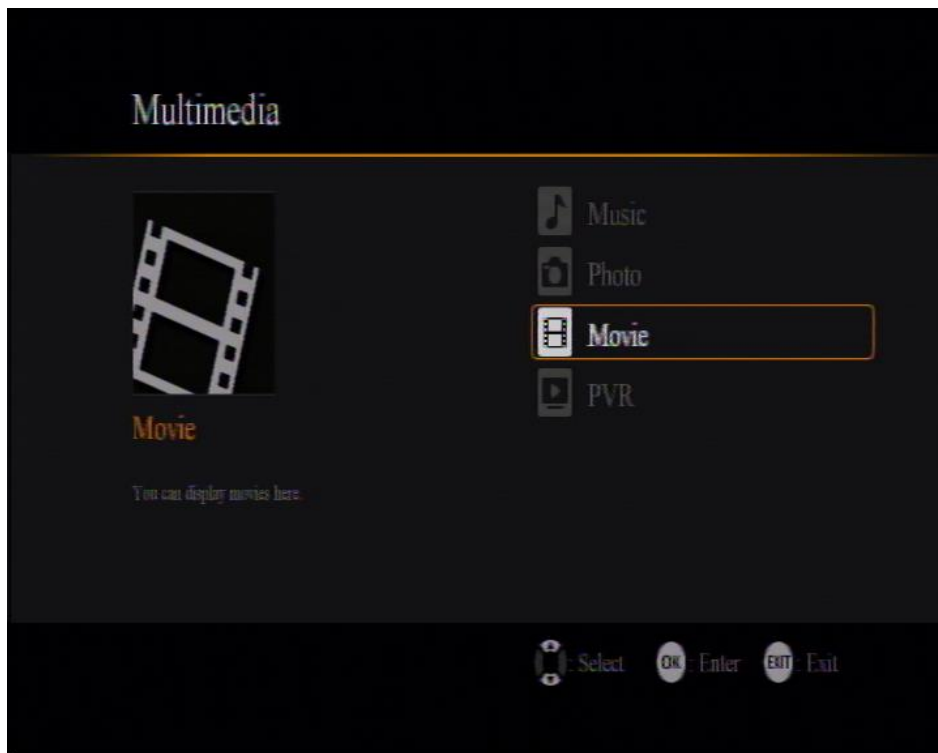 Multimedia
Music
Photo
Movie
PVR
Movie
You can display movies here.
: Select OK : Enter EXIT : Exit